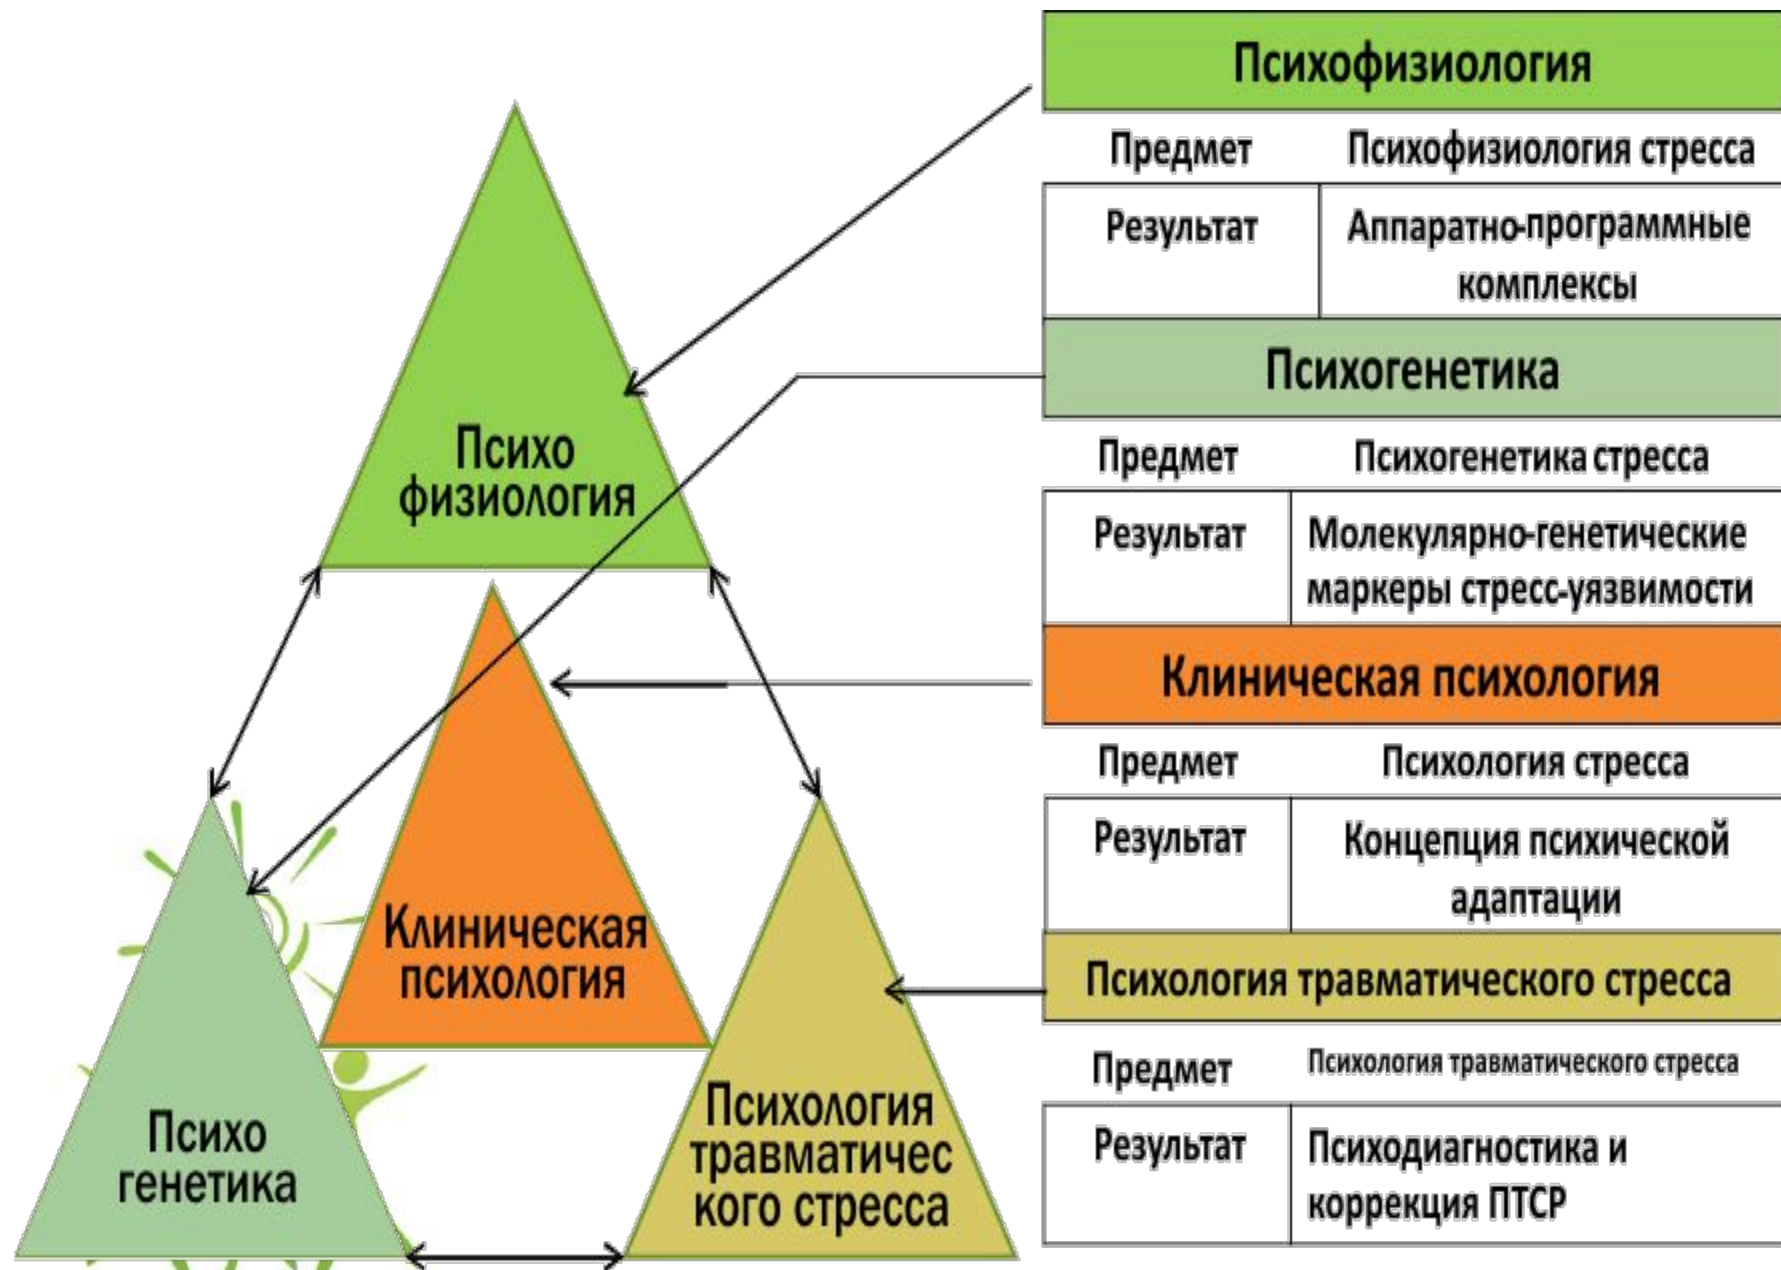 Психо
физиология
Клиническая
психология
Психо
генетика
Психология
травматичес
кого стресса
Психофизиология
Предмет Психофизиология стресса
Результат Аппаратно-программные
комплексы
Психогенетика
Предмет Психогенетика стресса
Результат Молекулярно-генетические
маркеры стресс-уязвимости
Клиническая психология
Предмет Психология стресса
Результат Концепция психической
адаптации
Психология травматического стресса
Предмет Психология травматического стресса
Результат Психодиагностика и
коррекция ПТСР